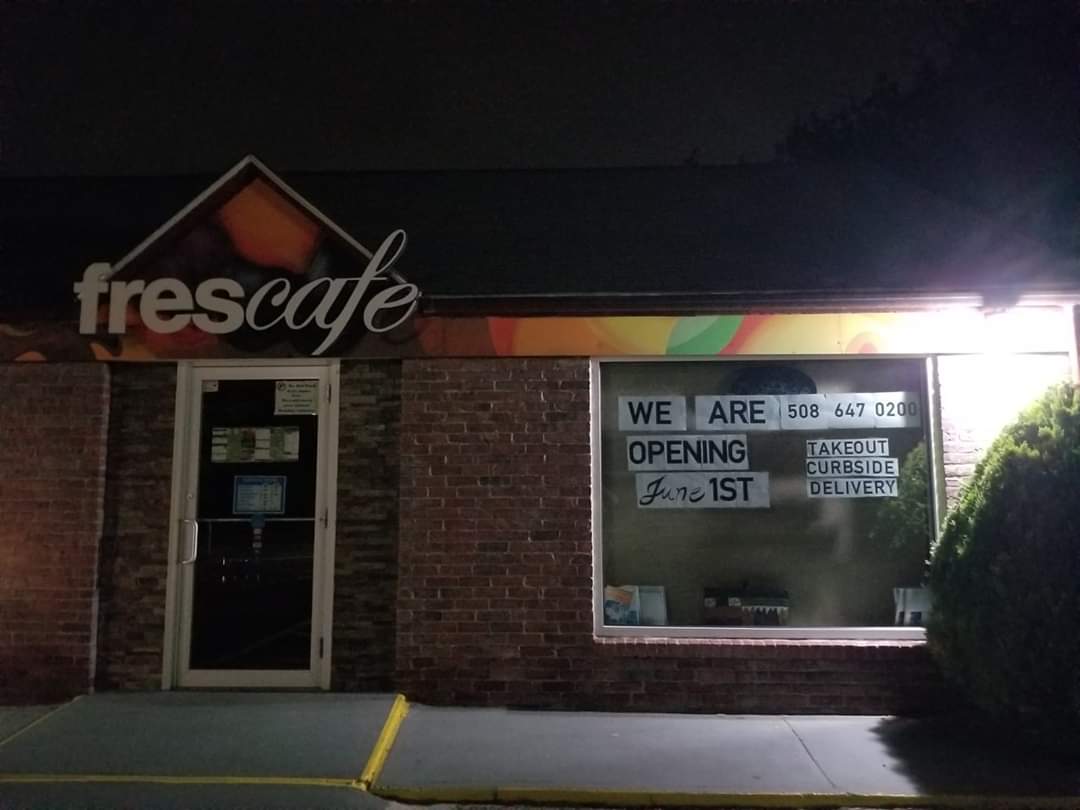 frescafe
WE ARE
OPENING
June 1ST
508 647 0200
TAKEOUT
CURBSIDE
DELIVERY